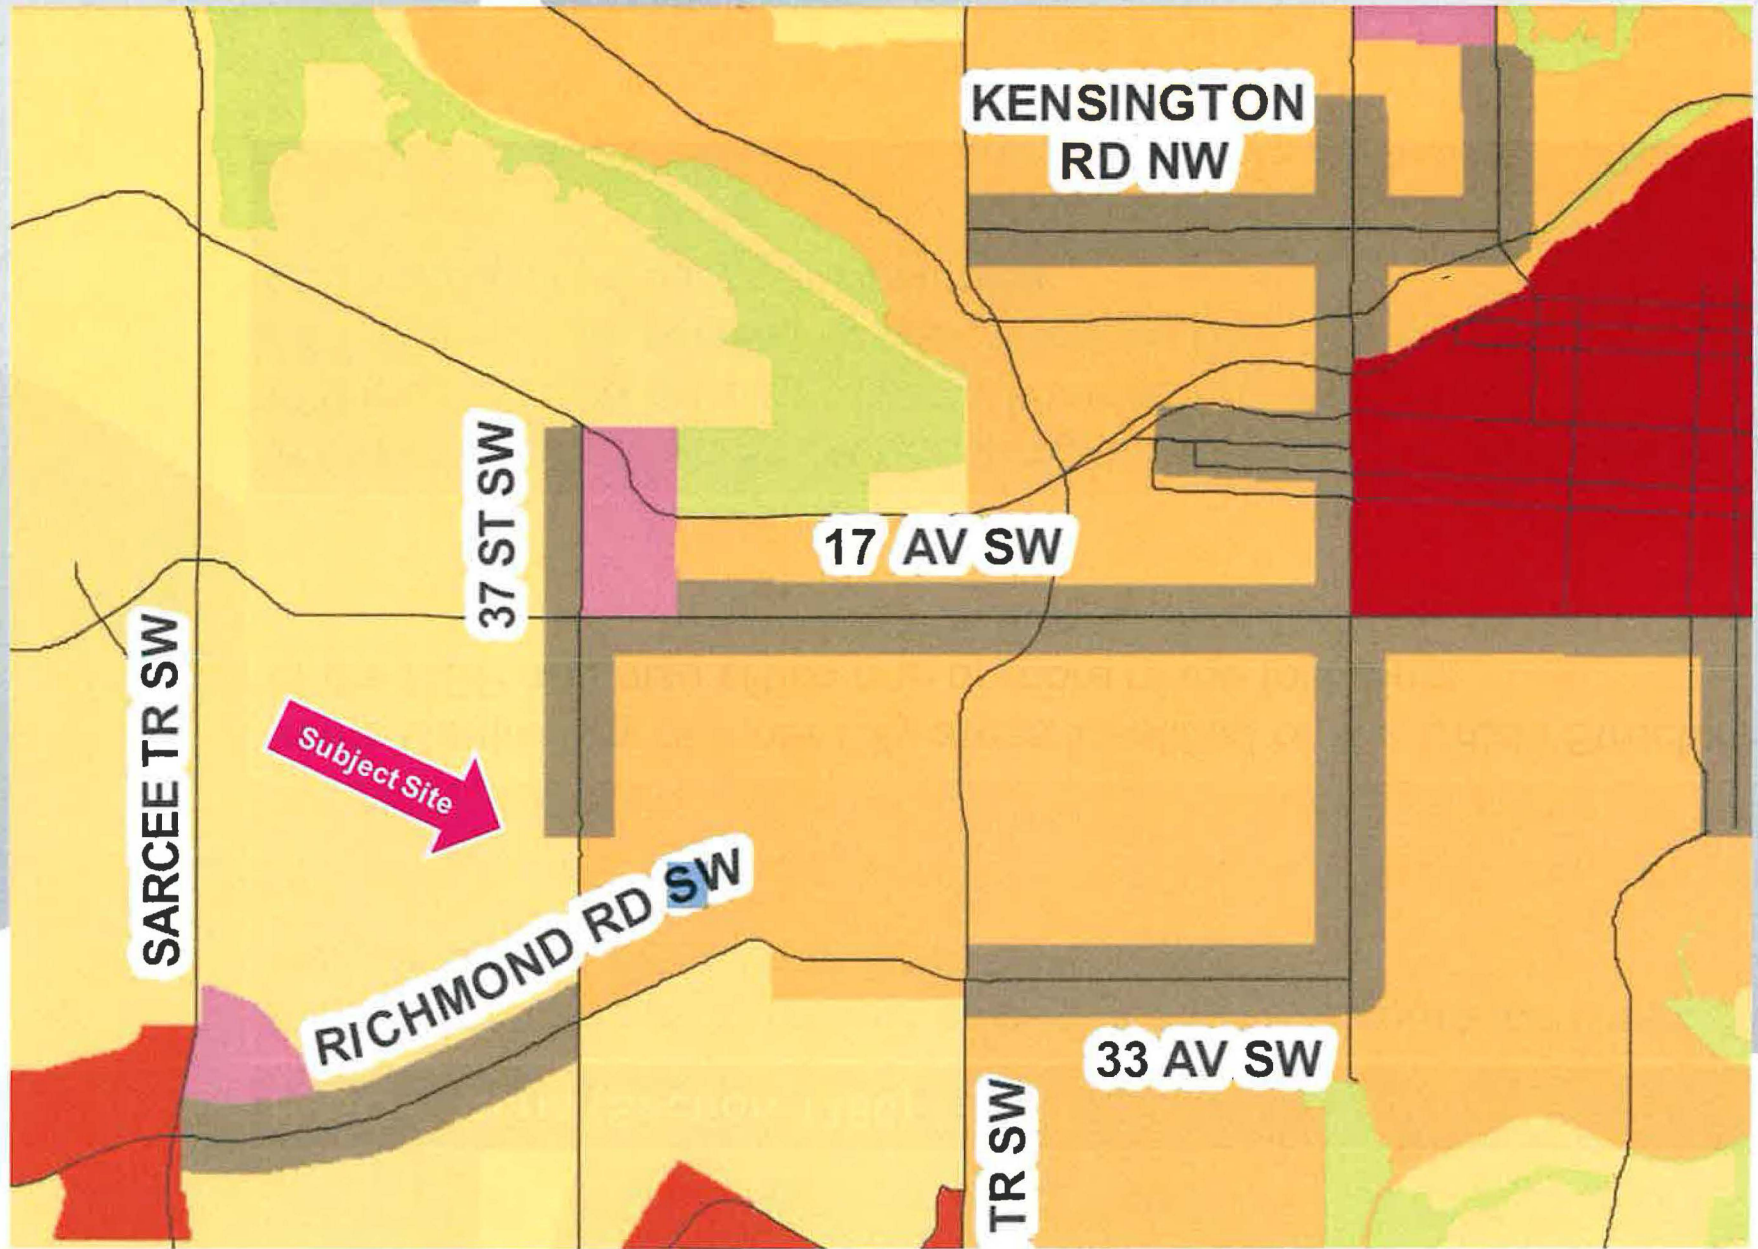 KENSINGTON
RD NW
37 ST SW
17 AV SW
SARCEE TR SW
Subject Site
RICHMOND RD SW
33 AV SW
TR SW